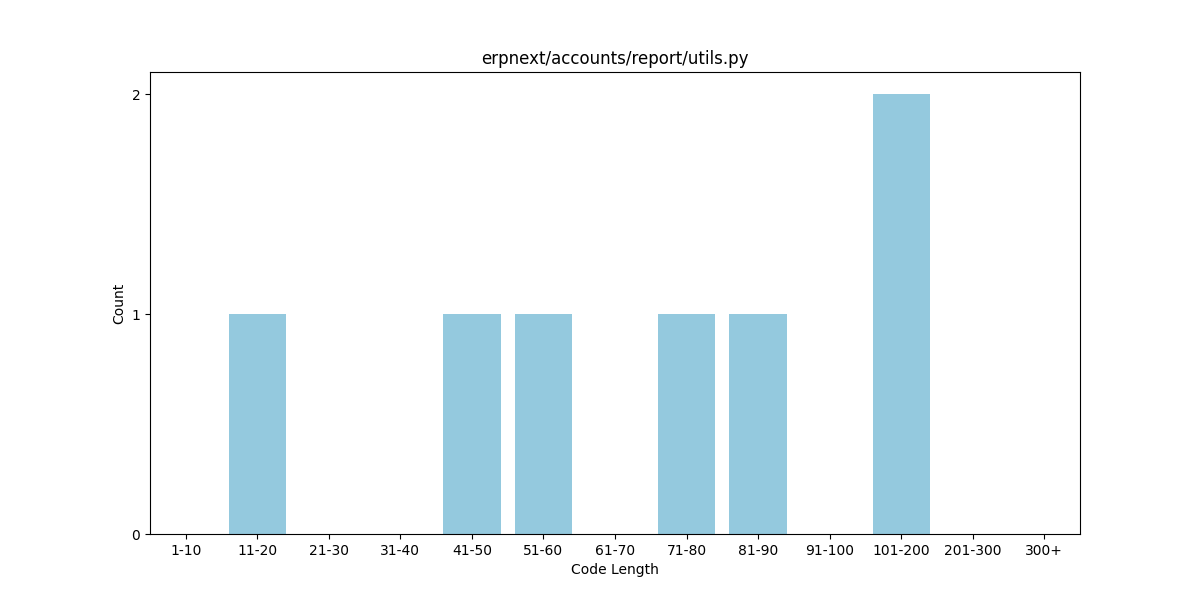 erpnext/accounts/report/utils.py
Count
2
1
0
1-10 11-20 21-30 31-40 41-50 51-60 61-70 71-80 81-90 91-100 101-200 201-300 300+
Code Length